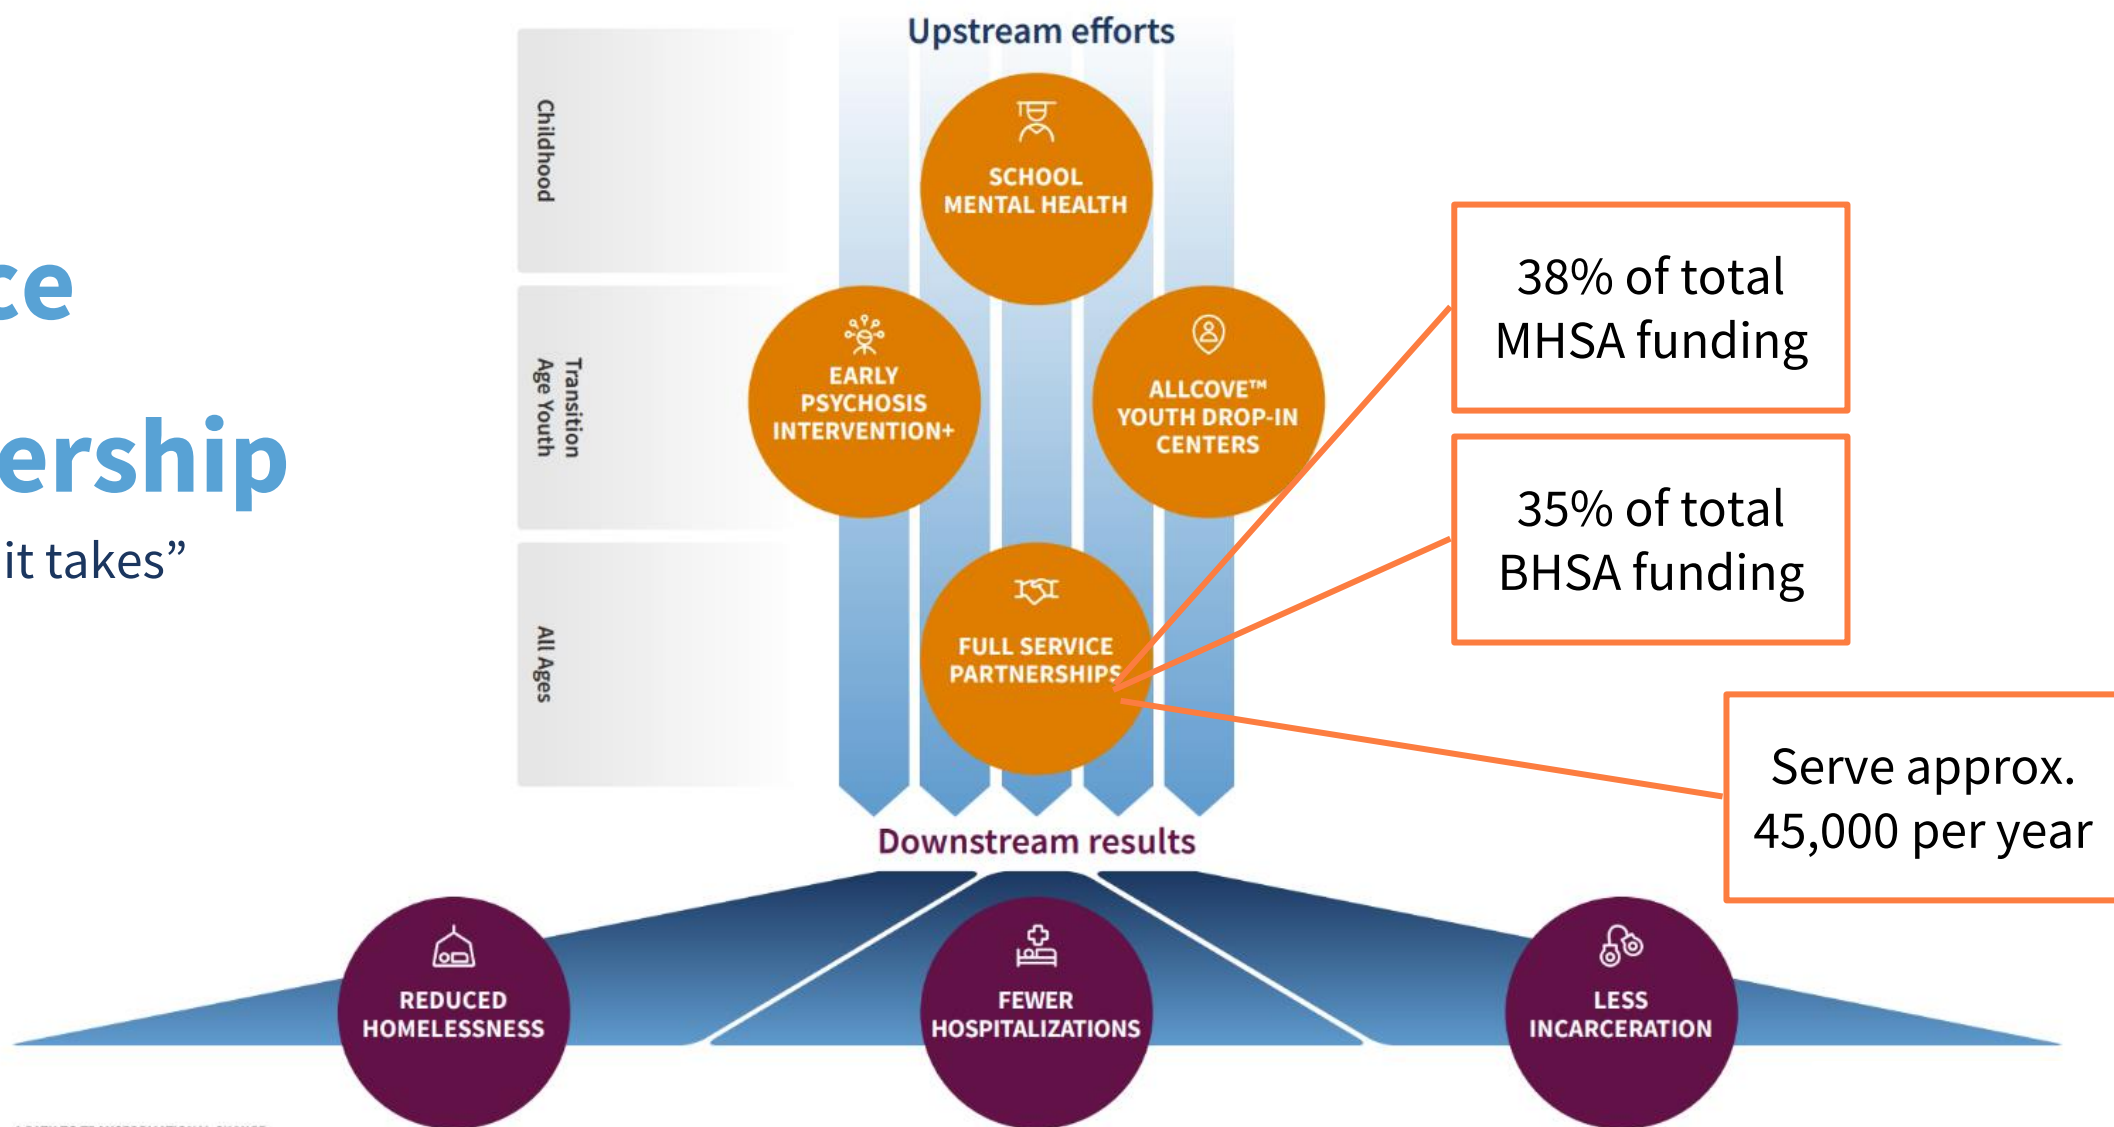 ce
ership
it takes”
Upstream efforts
Childhood
SCHOOL
MENTAL HEALTH
Transition
Age Youth
EARLY
PSYCHOSIS
INTERVENTION+
ALLCOVE™
YOUTH DROP-IN
CENTERS
38% of total
MHSA funding
35% of total
BHSA funding
All Ages
FULL SERVICE
PARTNERSHIPS
Serve approx.
45,000 per year
Downstream results
REDUCED
HOMELESSNESS
FEWER
HOSPITALIZATIONS
LESS
INCARCERATION